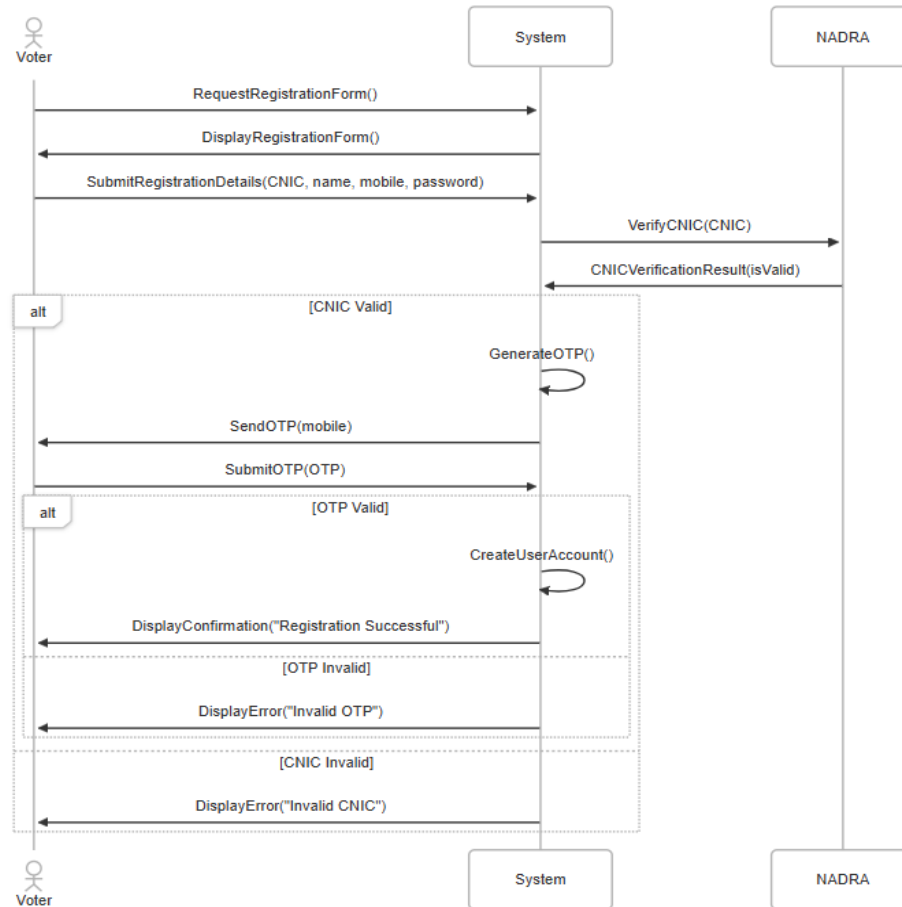 Voter
System
NADRA
RequestRegistrationForm()
DisplayRegistrationForm()
SubmitRegistrationDetails(CNIC, name, mobile, password)
VerifyCNIC(CNIC)
CNICVerificationResult(isValid)
alt
[CNIC Valid]
GenerateOTP()
SendOTP(mobile)
SubmitOTP(OTP)
alt
[OTP Valid]
CreateUserAccount()
DisplayConfirmation("Registration Successful")
[OTP Invalid]
DisplayError("Invalid OTP")
[CNIC Invalid]
DisplayError("Invalid CNIC")
Voter
System
NADRA